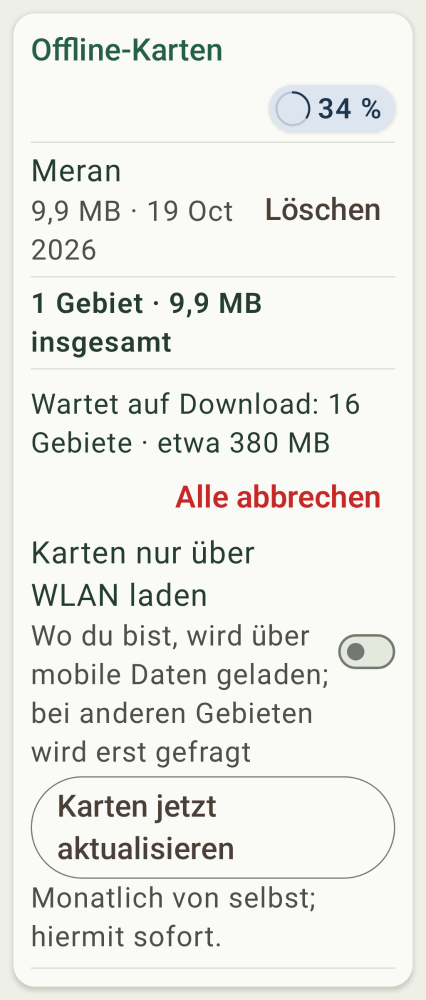 Offline-Karten
34 %
Meran
9,9 MB · 19 Oct
2026
Löschen
1 Gebiet · 9,9 MB
insgesamt
Wartet auf Download: 16
Gebiete · etwa 380 MB
Alle abbrechen
Karten nur über
WLAN laden
Wo du bist, wird über
mobile Daten geladen;
bei anderen Gebieten
wird erst gefragt
Karten jetzt
aktualisieren
Monatlich von selbst;
hiermit sofort.